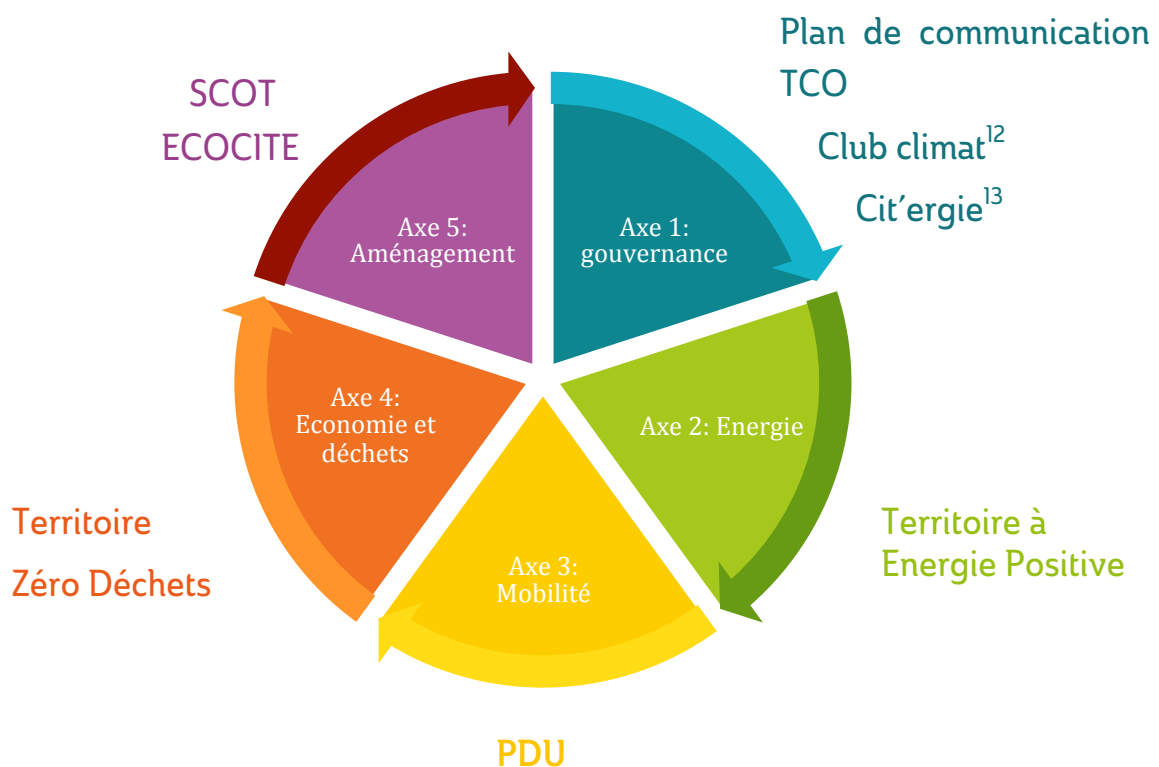 Plan de communication
TCO
Club climat¹²
Cit'ergie¹³
SCOT
ECOCITE
Axe 5:
Aménagement
Axe 1:
gouvernance
Axe 4:
Economie et
déchets
Axe 2: Energie
Axe 3:
Mobilité
Territoire
Zéro Déchets
Territoire à
Energie Positive
PDU